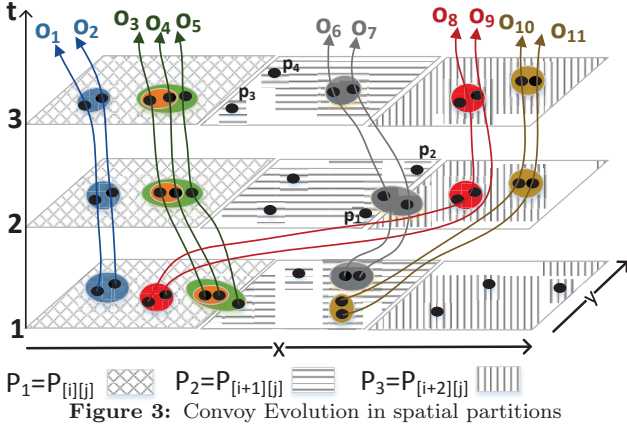 t
O₁ O₂ O₃ O₄ O₅ O₆ O₇ O₈ O₉ O₁₀ O₁₁
p₄
p₃
3
p₂
p₁
2
1
x
y
P₁=P[i][j] P₂=P[i+1][j] P₃=P[i+2][j]
Figure 3: Convoy Evolution in spatial partitions